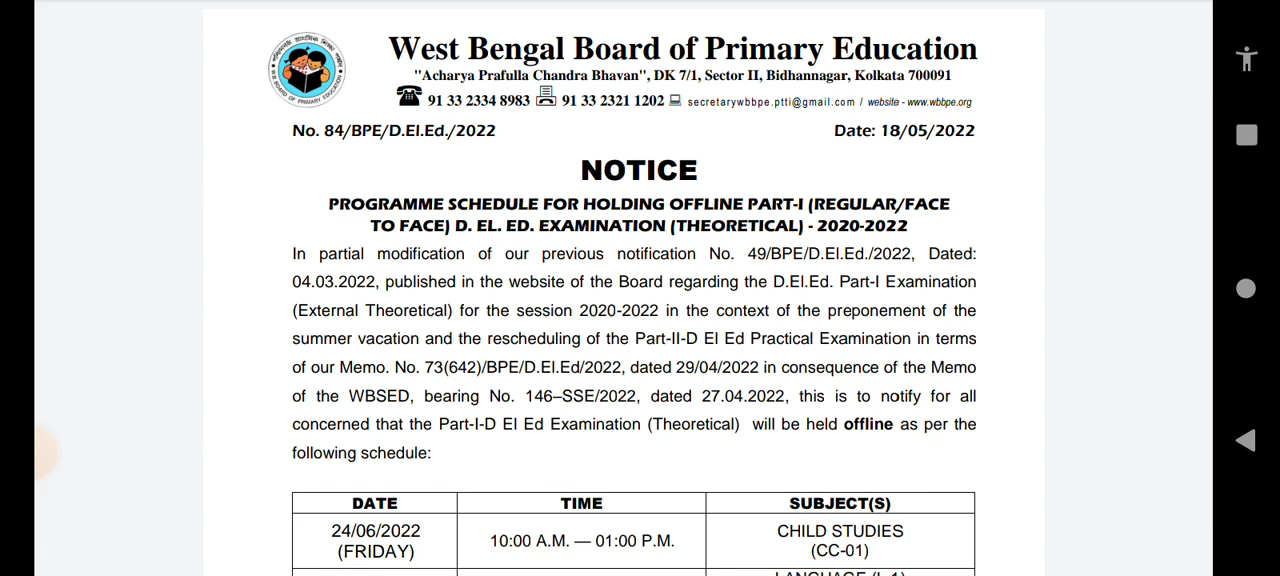 West Bengal Board of Primary Education
"Acharya Prafulla Chandra Bhavan", DK 7/1, Sector II, Bidhannagar, Kolkata 700091
91 33 2334 8983 91 33 2321 1202 secretarywbbpe.ptti@gmail.com / website - www.wbbpe.org
No. 84/BPE/D.El.Ed./2022 Date: 18/05/2022
NOTICE
PROGRAMME SCHEDULE FOR HOLDING OFFLINE PART-I (REGULAR/FACE
TO FACE) D. EL. ED. EXAMINATION (THEORETICAL) - 2020-2022
In partial modification of our previous notification No. 49/BPE/D.El.Ed./2022, Dated:
04.03.2022, published in the website of the Board regarding the D.El.Ed. Part-I Examination
(External Theoretical) for the session 2020-2022 in the context of the preponement of the
summer vacation and the rescheduling of the Part-II-D El Ed Practical Examination in terms
of our Memo. No. 73(642)/BPE/D.El.Ed/2022, dated 29/04/2022 in consequence of the Memo
of the WBSED, bearing No. 146–SSE/2022, dated 27.04.2022, this is to notify for all
concerned that the Part-I-D El Ed Examination (Theoretical) will be held offline as per the
following schedule:
DATE TIME SUBJECT(S)
24/06/2022
(FRIDAY)
10:00 A.M. — 01:00 P.M.
CHILD STUDIES
(CC-01)